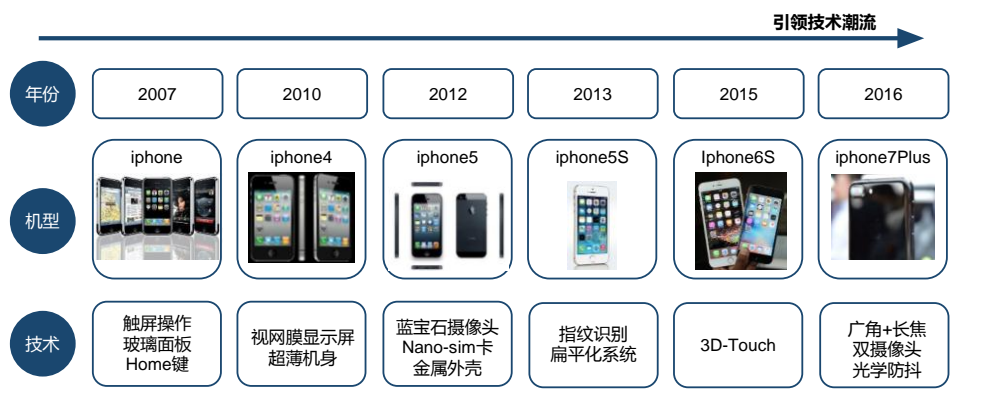 引领技术潮流
年份
2007
2010
2012
2013
2015
2016
机型
iphone
iphone4
iphone5
iphone5S
Iphone6S
iphone7Plus
技术
触屏操作
玻璃面板
Home键
视网膜显示屏
超薄机身
蓝宝石摄像头
Nano-sim卡
金属外壳
指纹识别
扁平化系统
3D-Touch
广角+长焦
双摄像头
光学防抖